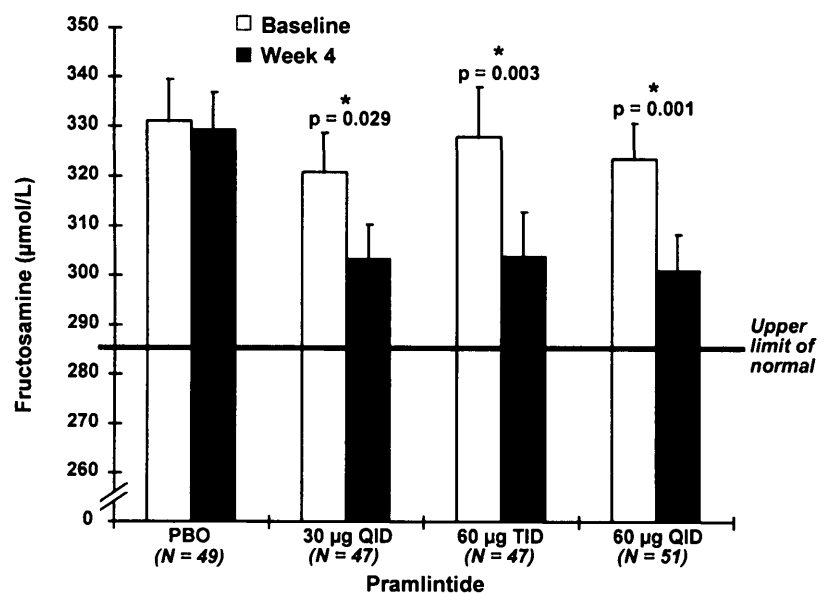 350
340
330
320
310
300
290
280
270
260
0
Fructosamine (µmol/L)
Baseline
Week 4
*
p = 0.029
*
p = 0.003
*
p = 0.001
Upper
limit of
normal
PBO
(N = 49)
30 µg QID
(N = 47)
60 µg TID
(N = 47)
60 µg QID
(N = 51)
Pramlintide